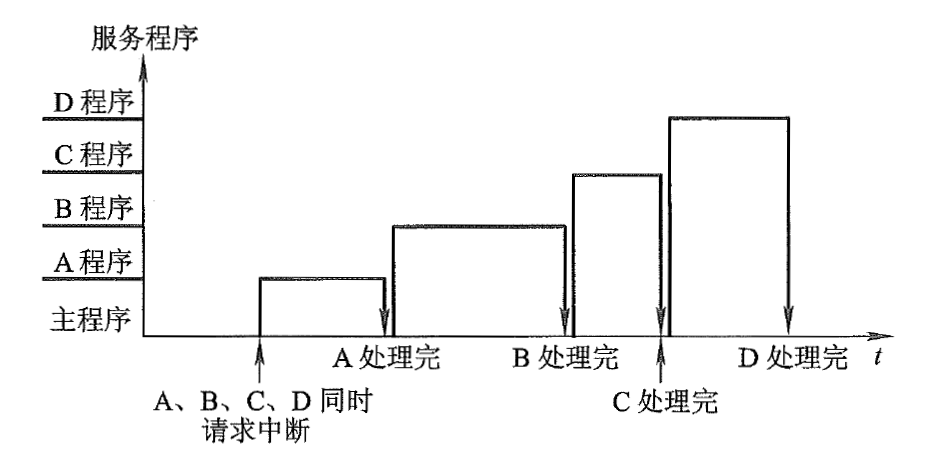 服务程序
D 程序
C 程序
B 程序
A 程序
主程序
A 处理完
B 处理完
D 处理完
t
A、B、C、D 同时
请求中断
C 处理完